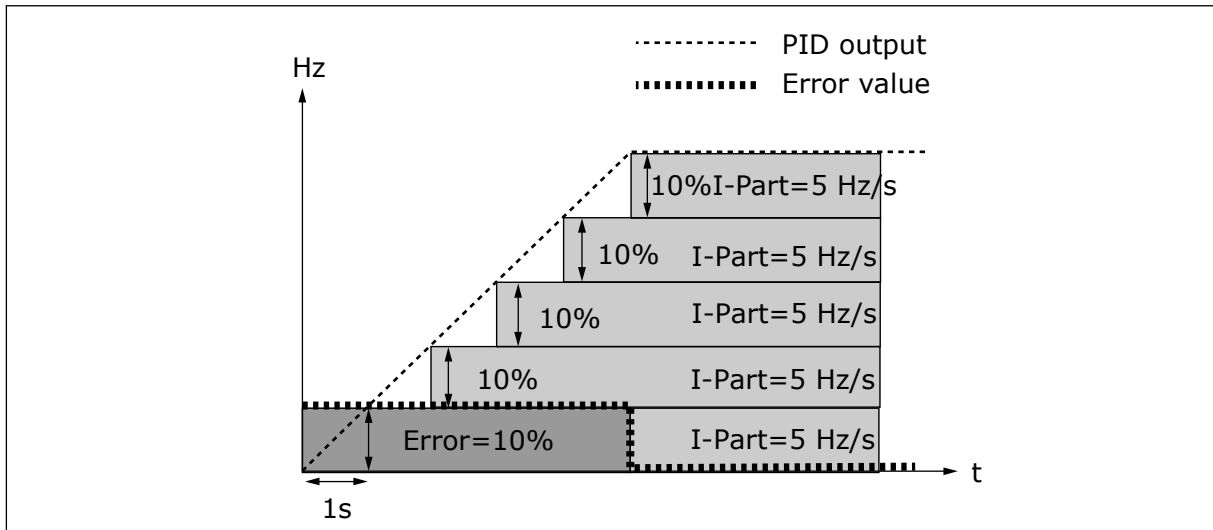 PID output
Hz
Error value
10%I-Part=5 Hz/s
10% I-Part=5 Hz/s
10% I-Part=5 Hz/s
10% I-Part=5 Hz/s
Error=10% I-Part=5 Hz/s
t
1s